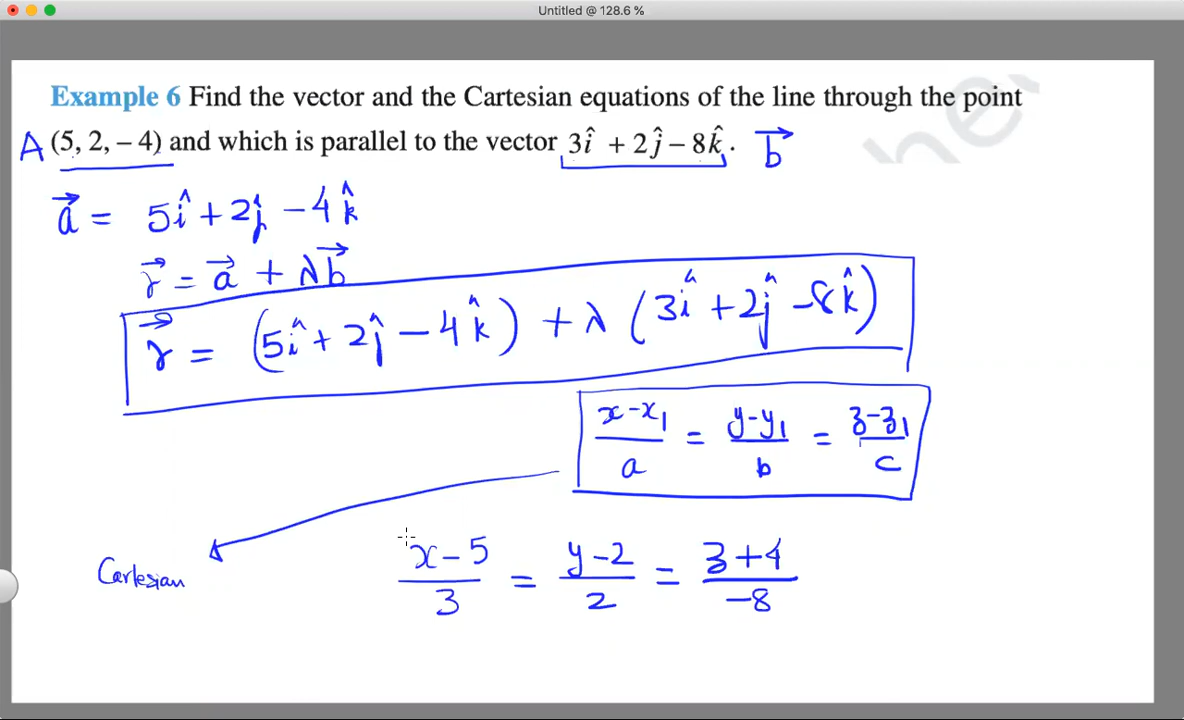 Untitled @ 128.6 %
Example 6 Find the vector and the Cartesian equations of the line through the point
A (5, 2, – 4) and which is parallel to the vector 3î + 2ĵ – 8k̂ . b⃗
a⃗ = 5î + 2ĵ – 4k̂
r⃗ = a⃗ + λb⃗
r⃗ = (5î + 2ĵ – 4k̂) + λ (3î + 2ĵ – 8k̂)
(x – x₁)/a = (y – y₁)/b = (z – z₁)/c
Cartesian (x – 5)/3 = (y – 2)/2 = (z + 4)/–8